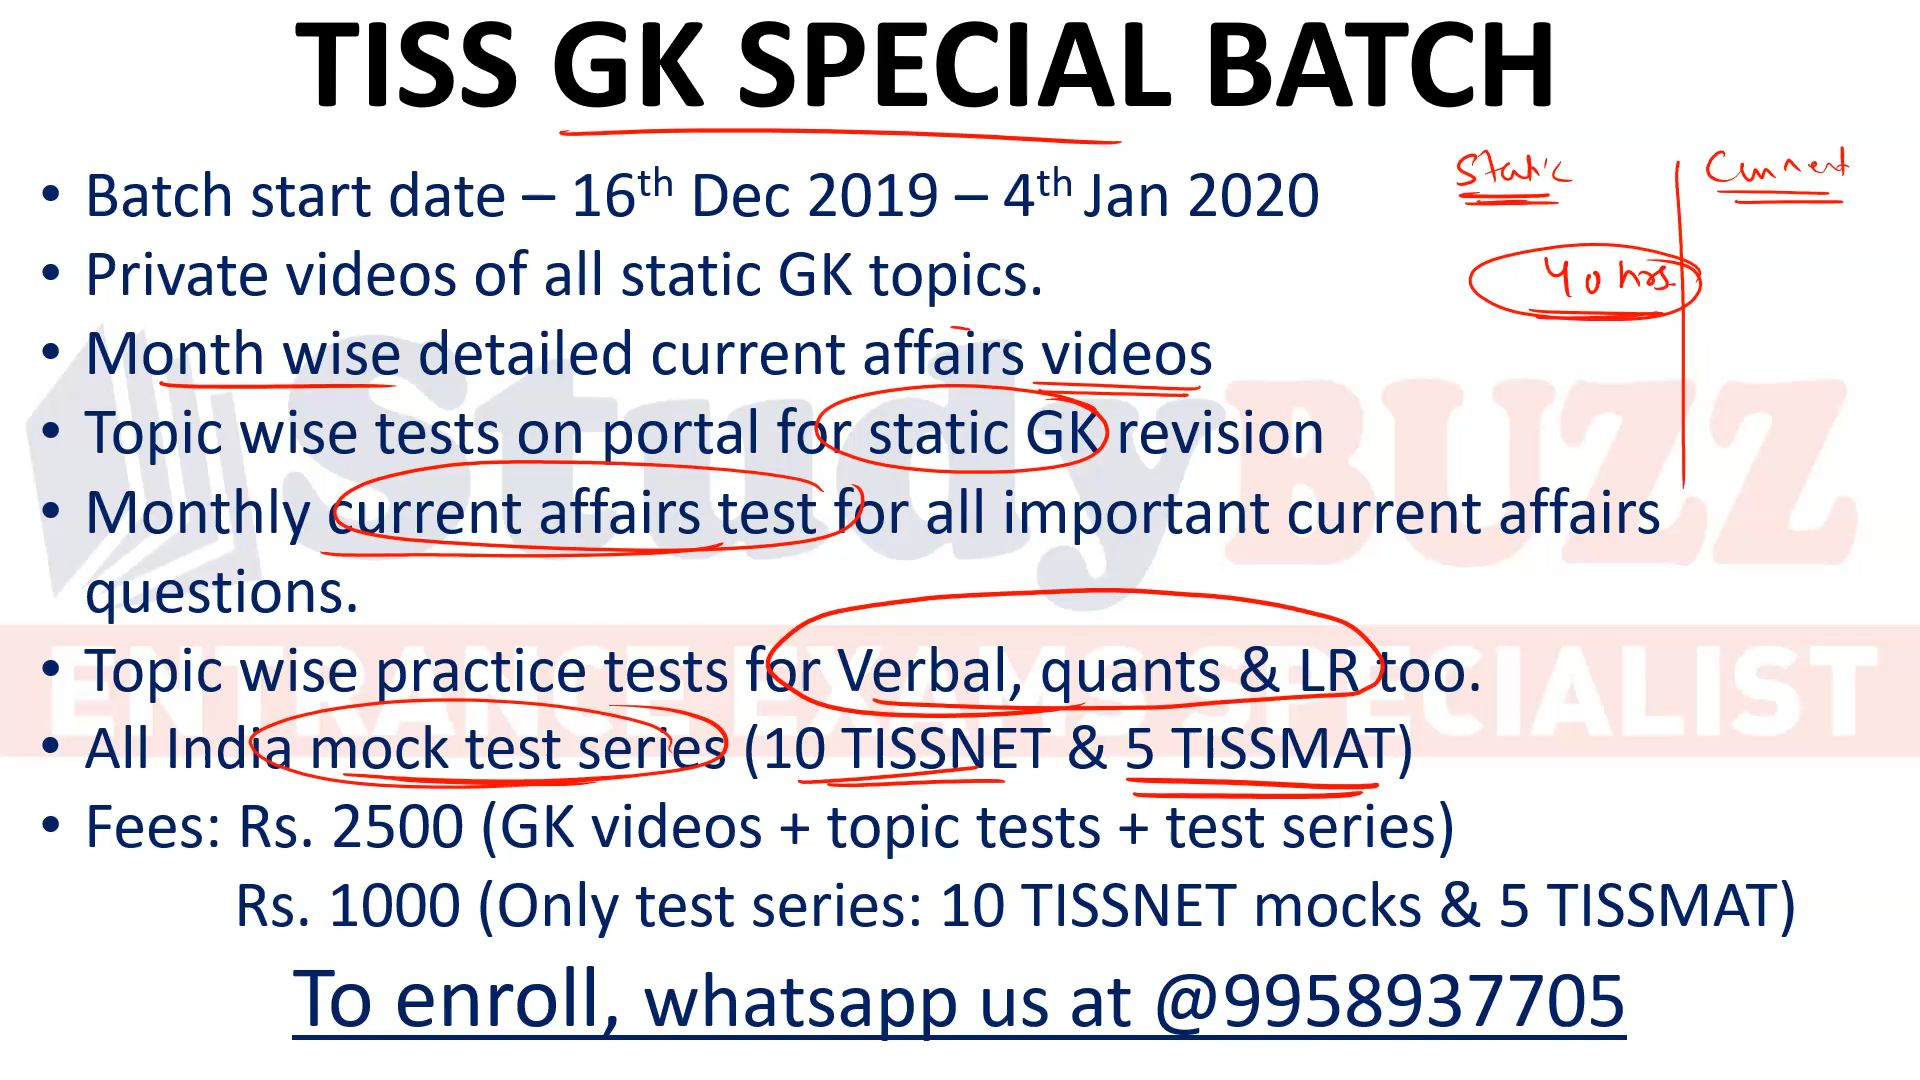 TISS GK SPECIAL BATCH
Static
Current
• Batch start date – 16th Dec 2019 – 4th Jan 2020
40 hrs
• Private videos of all static GK topics.
• Month wise detailed current affairs videos
• Topic wise tests on portal for static GK revision
• Monthly current affairs test for all important current affairs
questions.
• Topic wise practice tests for Verbal, quants & LR too.
• All India mock test series (10 TISSNET & 5 TISSMAT)
• Fees: Rs. 2500 (GK videos + topic tests + test series)
Rs. 1000 (Only test series: 10 TISSNET mocks & 5 TISSMAT)
To enroll, whatsapp us at @9958937705
StudyBUZZ
ENTRANCE EXAMS SPECIALIST